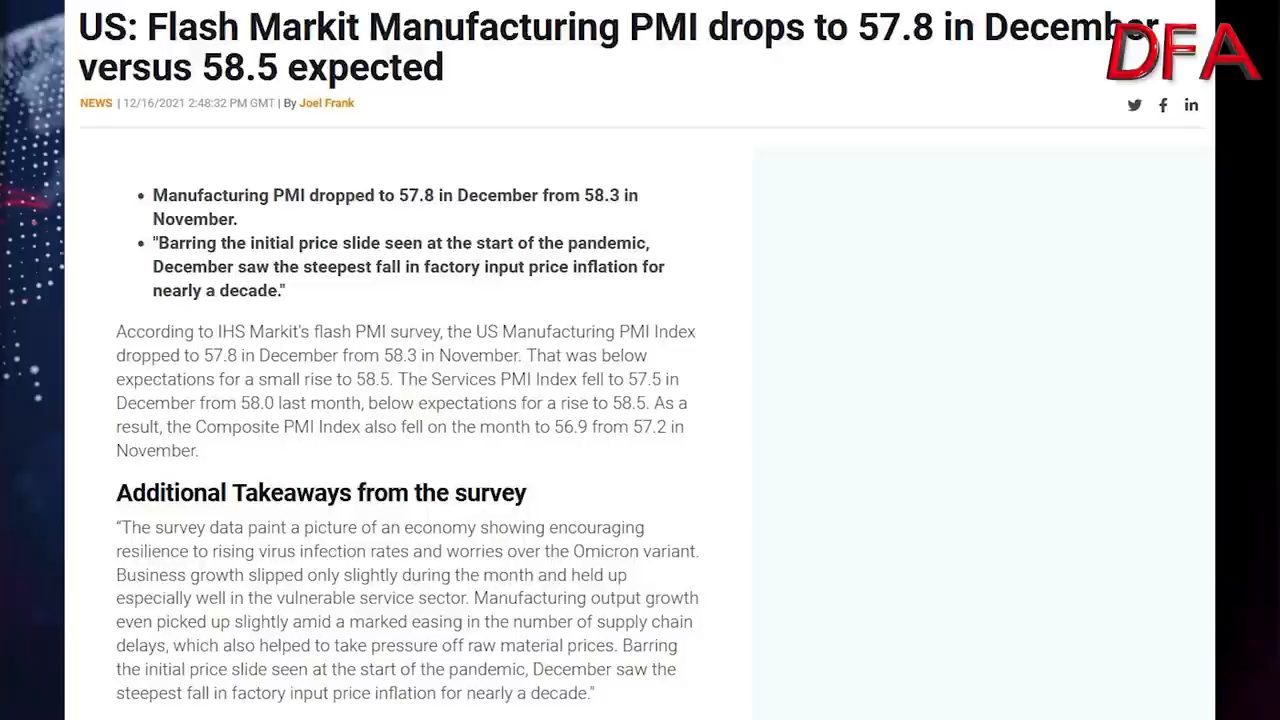 US: Flash Markit Manufacturing PMI drops to 57.8 in December
versus 58.5 expected
DFA
NEWS | 12/16/2021 2:48:32 PM GMT | By Joel Frank
• Manufacturing PMI dropped to 57.8 in December from 58.3 in
November.
• "Barring the initial price slide seen at the start of the pandemic,
December saw the steepest fall in factory input price inflation for
nearly a decade."
According to IHS Markit's flash PMI survey, the US Manufacturing PMI Index
dropped to 57.8 in December from 58.3 in November. That was below
expectations for a small rise to 58.5. The Services PMI Index fell to 57.5 in
December from 58.0 last month, below expectations for a rise to 58.5. As a
result, the Composite PMI Index also fell on the month to 56.9 from 57.2 in
November.
Additional Takeaways from the survey
“The survey data paint a picture of an economy showing encouraging
resilience to rising virus infection rates and worries over the Omicron variant.
Business growth slipped only slightly during the month and held up
especially well in the vulnerable service sector. Manufacturing output growth
even picked up slightly amid a marked easing in the number of supply chain
delays, which also helped to take pressure off raw material prices. Barring
the initial price slide seen at the start of the pandemic, December saw the
steepest fall in factory input price inflation for nearly a decade."